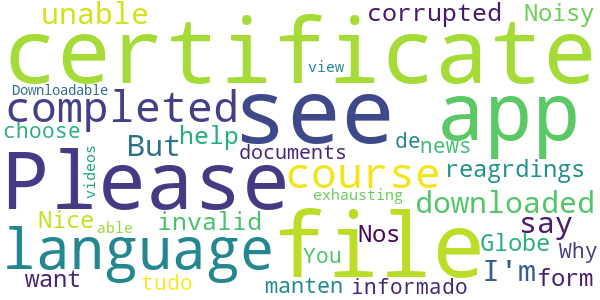 unable
corrupted
Noisy
certificate
view
Downloadable
completed
see
app
choose
But
help
de
news
documents
videos
Please
course
reagrdings
exhausting
downloaded
Nice
able
invalid
language
You
file
Nos
say
Globe
Why
want
tudo
manten
informado
I'm
form